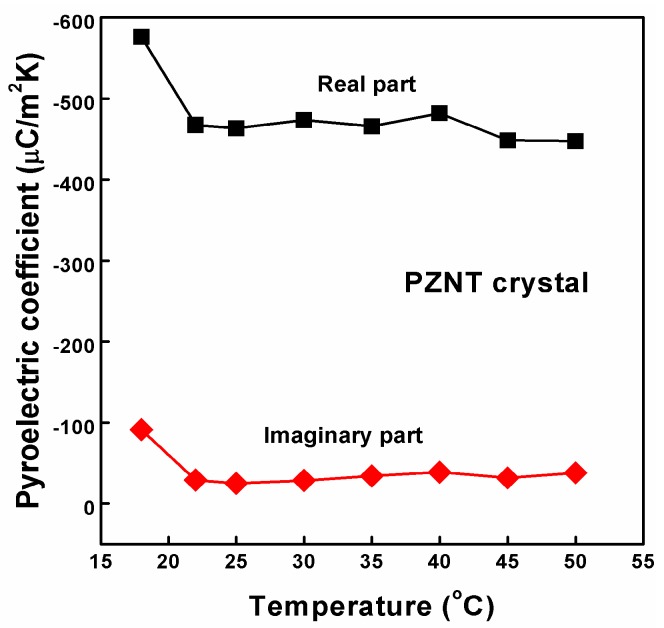 -600
-500
-400
-300
-200
-100
0
Pyroelectric coefficient (μC/m²K)
Real part
PZNT crystal
Imaginary part
15 20 25 30 35 40 45 50 55
Temperature (°C)